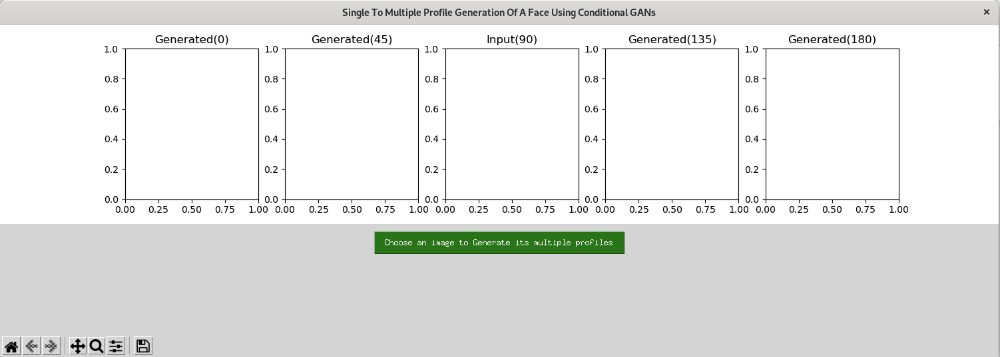 Single To Multiple Profile Generation Of A Face Using Conditional GANs
×
Generated(0) Generated(45) Input(90) Generated(135) Generated(180)
1.0 1.0 1.0 1.0 1.0
0.8 0.8 0.8 0.8 0.8
0.6 0.6 0.6 0.6 0.6
0.4 0.4 0.4 0.4 0.4
0.2 0.2 0.2 0.2 0.2
0.0 0.0 0.0 0.0 0.0
0.00 0.25 0.50 0.75 1.00 0.00 0.25 0.50 0.75 1.00 0.00 0.25 0.50 0.75 1.00 0.00 0.25 0.50 0.75 1.00 0.00 0.25 0.50 0.75 1.00
Choose an image to Generate its multiple profiles